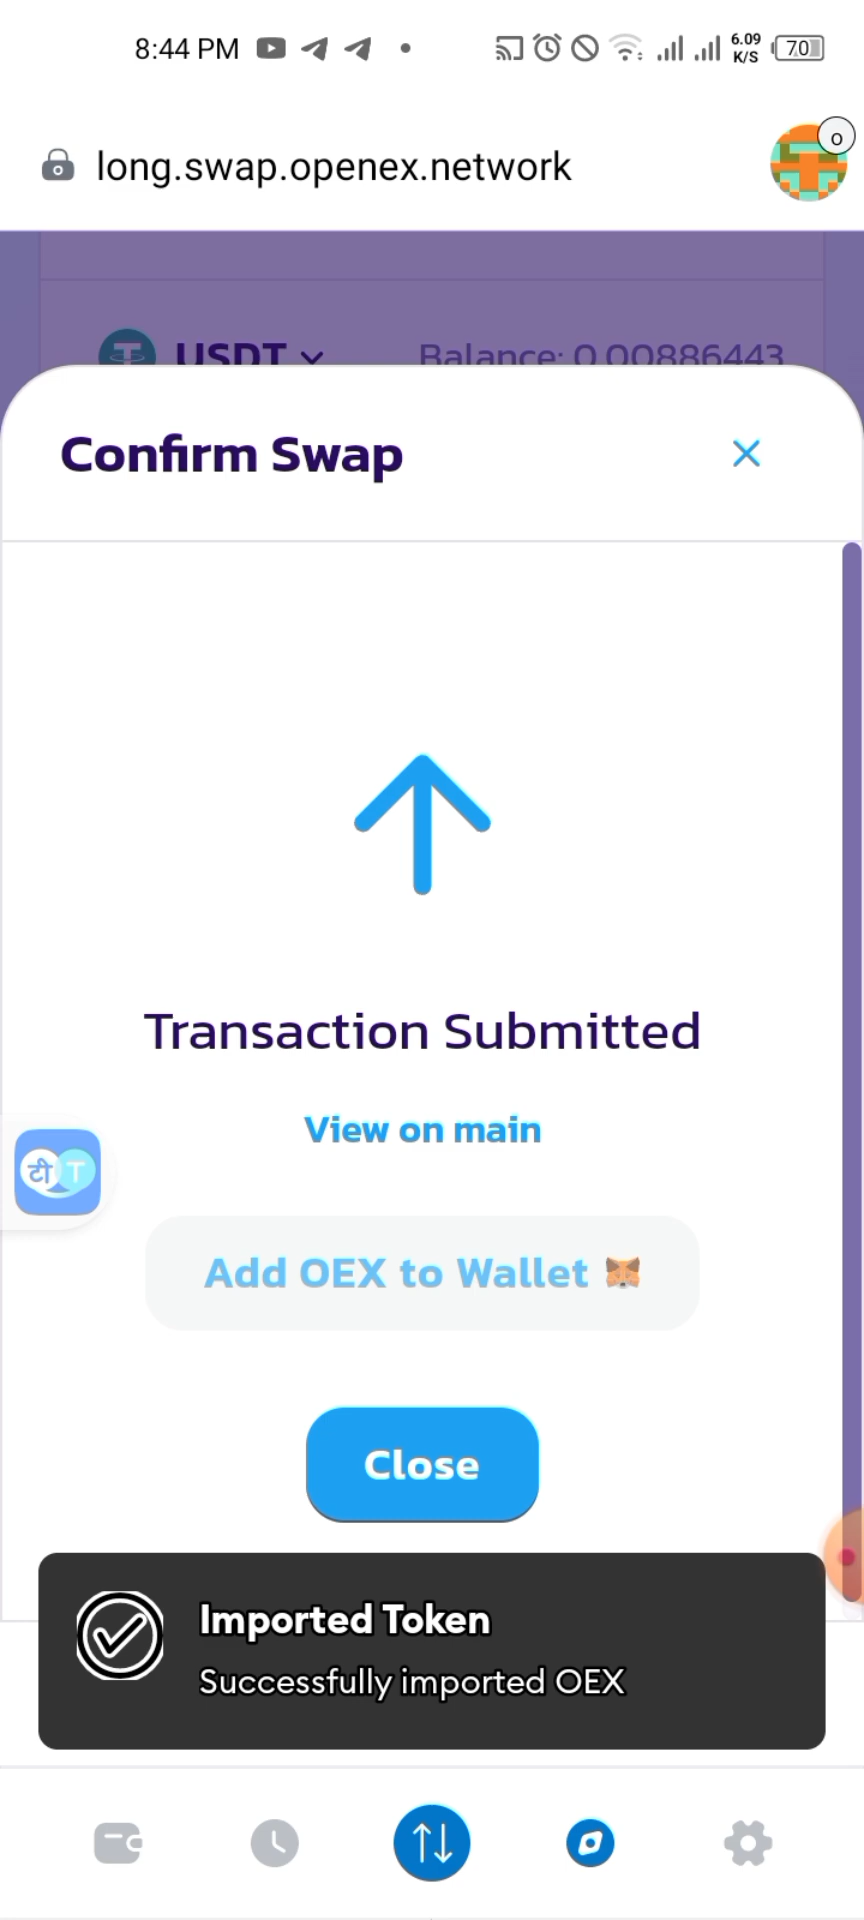 8:44 PM
6.09
K/S
70
long.swap.openex.network
USDT
Balance: 0.00886443
Confirm Swap
Transaction Submitted
View on main
टी T
Add OEX to Wallet
Close
Imported Token
Successfully imported OEX